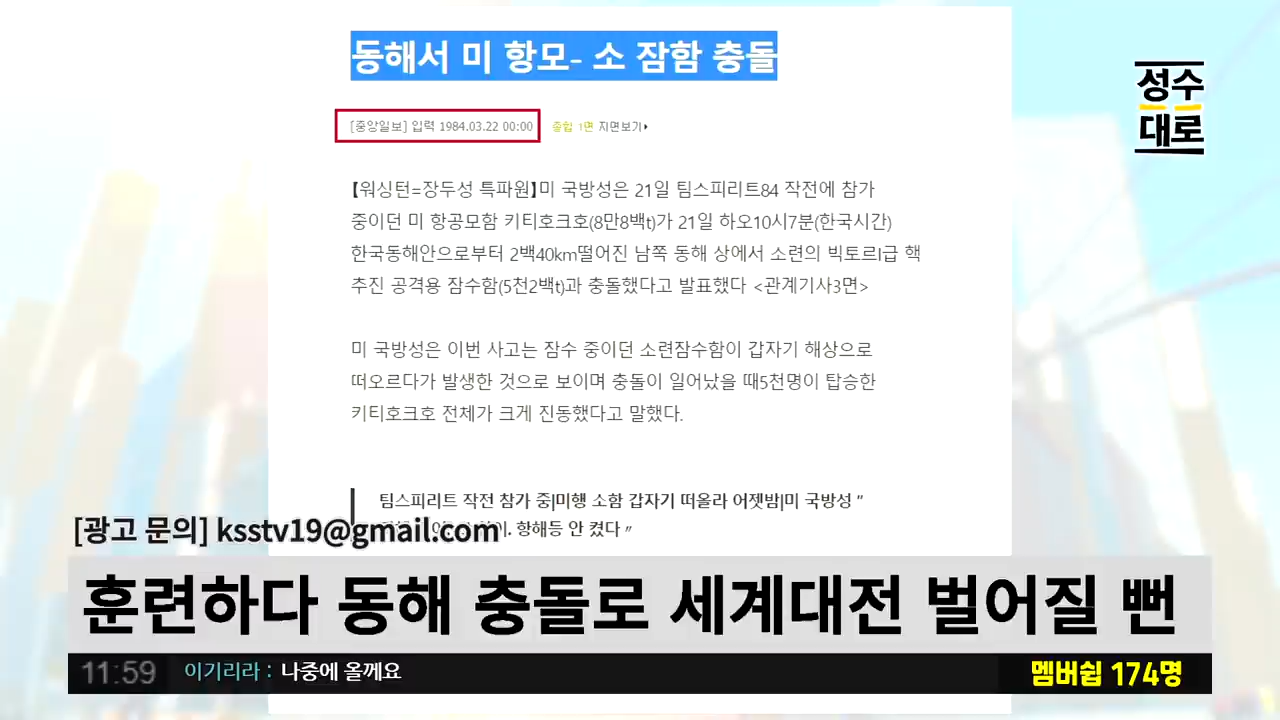 동해서 미 항모- 소 잠함 충돌
성수
대로
[중앙일보] 입력 1984.03.22 00:00 종합 1면 지면보기
【워싱턴=장두성 특파원】미 국방성은 21일 팀스피리트84 작전에 참가
중이던 미 항공모함 키티호크호(8만8백t)가 21일 하오10시7분(한국시간)
한국동해안으로부터 2백40km떨어진 남쪽 동해 상에서 소련의 빅토르I급 핵
추진 공격용 잠수함(5천2백t)과 충돌했다고 발표했다 <관계기사3면>
미 국방성은 이번 사고는 잠수 중이던 소련잠수함이 갑자기 해상으로
떠오르다가 발생한 것으로 보이며 충돌이 일어났을 때5천명이 탑승한
키티호크호 전체가 크게 진동했다고 말했다.
팀스피리트 작전 참가 중|미행 소함 갑자기 떠올라 어젯밤|미 국방성 “
항해등 안 켰다 ”
[광고 문의] ksstv19@gmail.com
훈련하다 동해 충돌로 세계대전 벌어질 뻔
11:59 이기리라 : 나중에 올께요 멤버쉽 174명